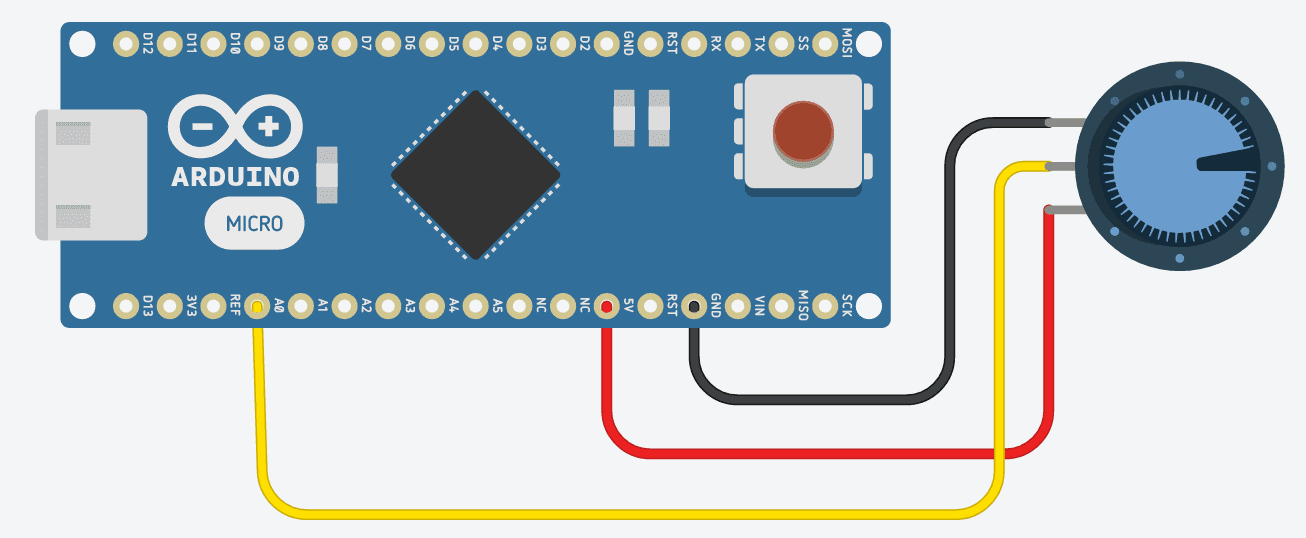 D12 D11 D10 D9 D8 D7 D6 D5 D4 D3 D2 GND RST RX TX SS MOSI
ARDUINO
MICRO
D13 3V3 REF A0 A1 A2 A3 A4 A5 NC NC 5V RST GND VIN MISO SCK